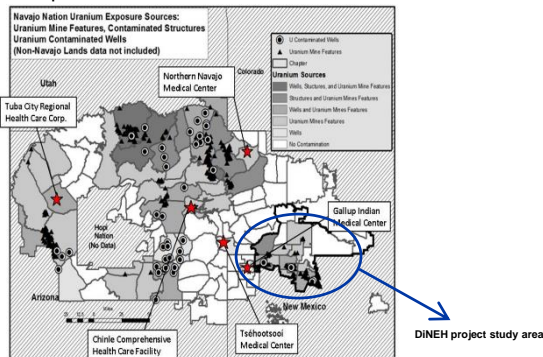 Navajo Nation Uranium Exposure Sources:
Uranium Mine Features, Contaminated Structures
Uranium Contaminated Wells
(Non-Navajo Lands data not included)
Utah
Colorado
Northern Navajo
Medical Center
U Contaminated Wells
Uranium Mine Features
Chapter
Uranium Sources
Wells, Stuctures, and Uranium Mine Features
Structures and Uranium Mines Features
Wells and Uranium Mine Features
Uranium Mines Features
Structures
Wells
No Contamination
Tuba City Regional
Health Care Corp.
Hopi
Nation
(No Data)
Gallup Indian
Medical Center
Arizona
Miles
New Mexico
Chinle Comprehensive
Health Care Facility
Tséhootsooi
Medical Center
DiNEH project study area